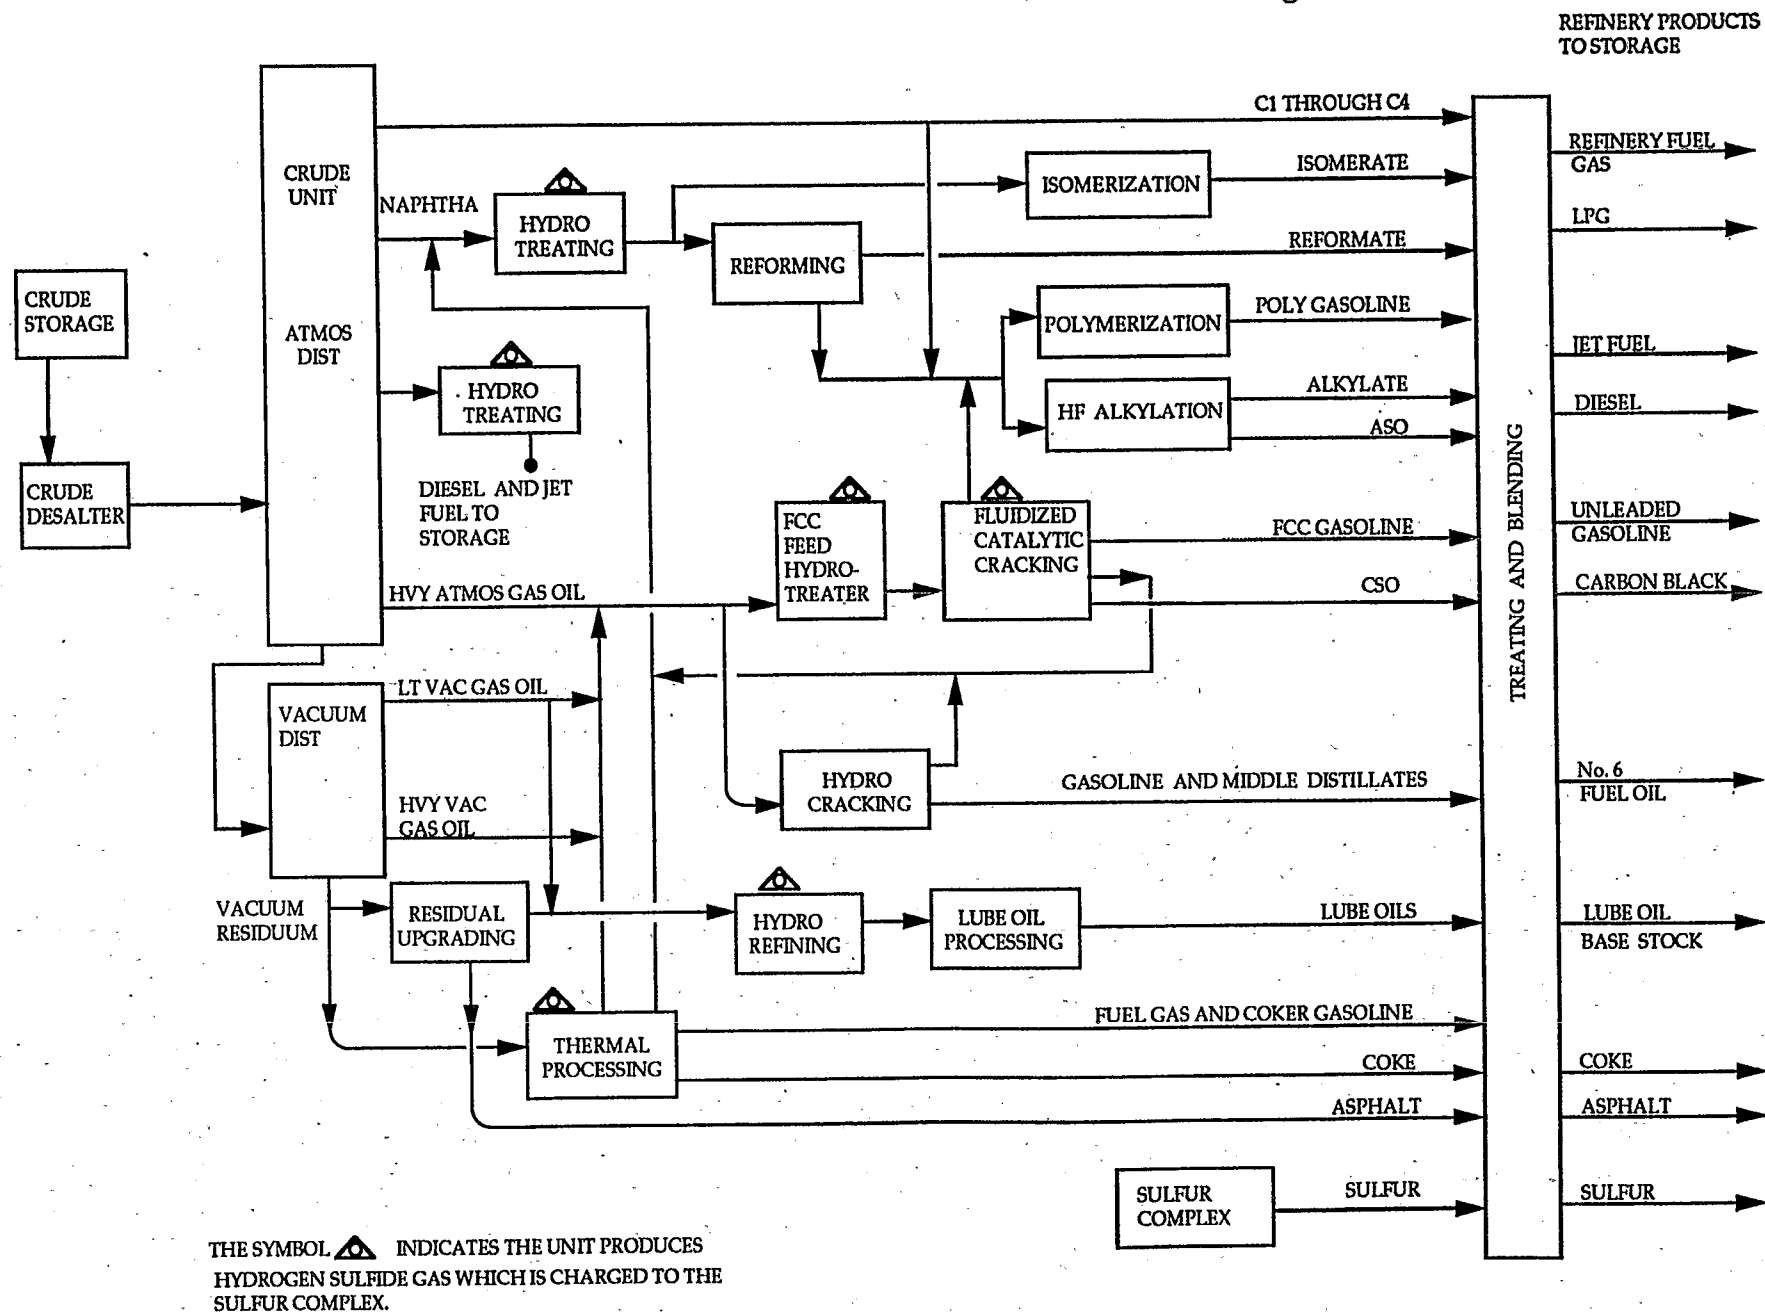 REFINERY PRODUCTS
TO STORAGE
CRUDE
UNIT
ATMOS
DIST
CRUDE
STORAGE
CRUDE
DESALTER
NAPHTHA
HYDRO
TREATING
HYDRO
TREATING
DIESEL AND JET
FUEL TO
STORAGE
REFORMING
C1 THROUGH C4
ISOMERIZATION
ISOMERATE
REFORMATE
POLYMERIZATION
POLY GASOLINE
HF ALKYLATION
ALKYLATE
ASO
HVY ATMOS GAS OIL
FCC
FEED
HYDRO-
TREATER
FLUIDIZED
CATALYTIC
CRACKING
FCC GASOLINE
CSO
VACUUM
DIST
LT VAC GAS OIL
HVY VAC
GAS OIL
HYDRO
CRACKING
GASOLINE AND MIDDLE DISTILLATES
VACUUM
RESIDUUM
RESIDUAL
UPGRADING
HYDRO
REFINING
LUBE OIL
PROCESSING
LUBE OILS
THERMAL
PROCESSING
FUEL GAS AND COKER GASOLINE
COKE
ASPHALT
SULFUR
COMPLEX
SULFUR
TREATING AND BLENDING
REFINERY FUEL
GAS
LPG
JET FUEL
DIESEL
UNLEADED
GASOLINE
CARBON BLACK
No. 6
FUEL OIL
LUBE OIL
BASE STOCK
COKE
ASPHALT
SULFUR
THE SYMBOL INDICATES THE UNIT PRODUCES
HYDROGEN SULFIDE GAS WHICH IS CHARGED TO THE
SULFUR COMPLEX.